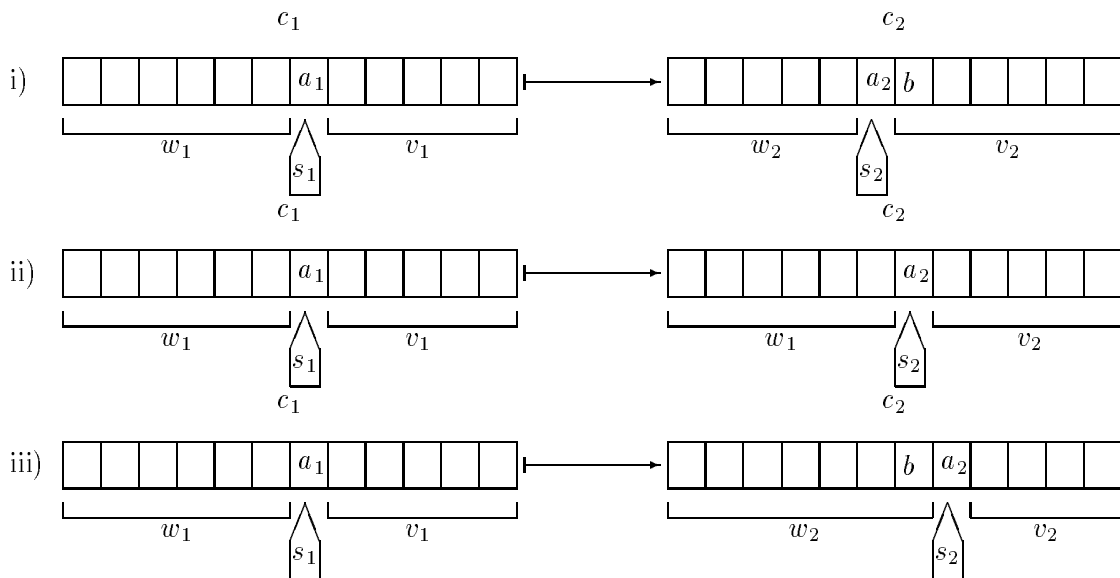 c₁ c₂
i) a₁ a₂ b
w₁ v₁ w₂ v₂
s₁ s₂
c₁ c₂
ii) a₁ a₂
w₁ v₁ w₁ v₂
s₁ s₂
c₁ c₂
iii) a₁ b a₂
w₁ v₁ w₂ v₂
s₁ s₂